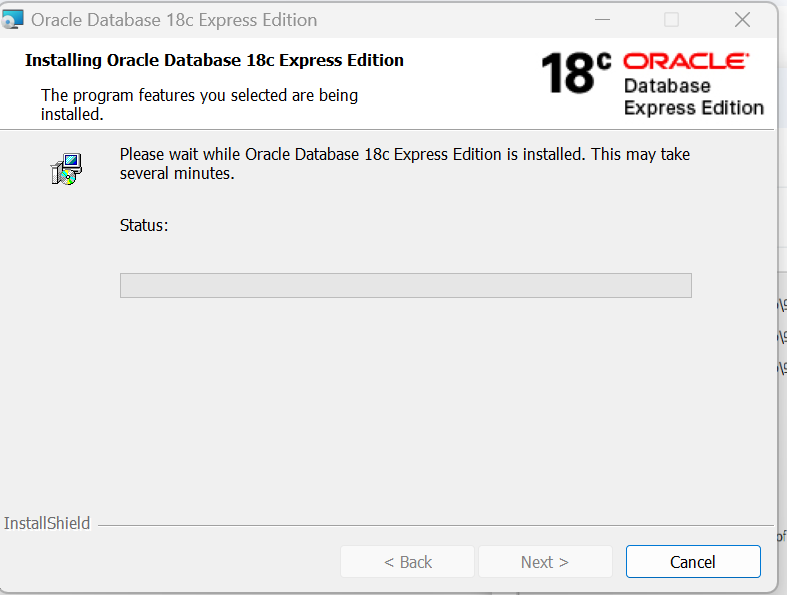 Oracle Database 18c Express Edition
Installing Oracle Database 18c Express Edition
The program features you selected are being
installed.
18c ORACLE
Database
Express Edition
Please wait while Oracle Database 18c Express Edition is installed. This may take
several minutes.
Status:
InstallShield
< Back
Next >
Cancel